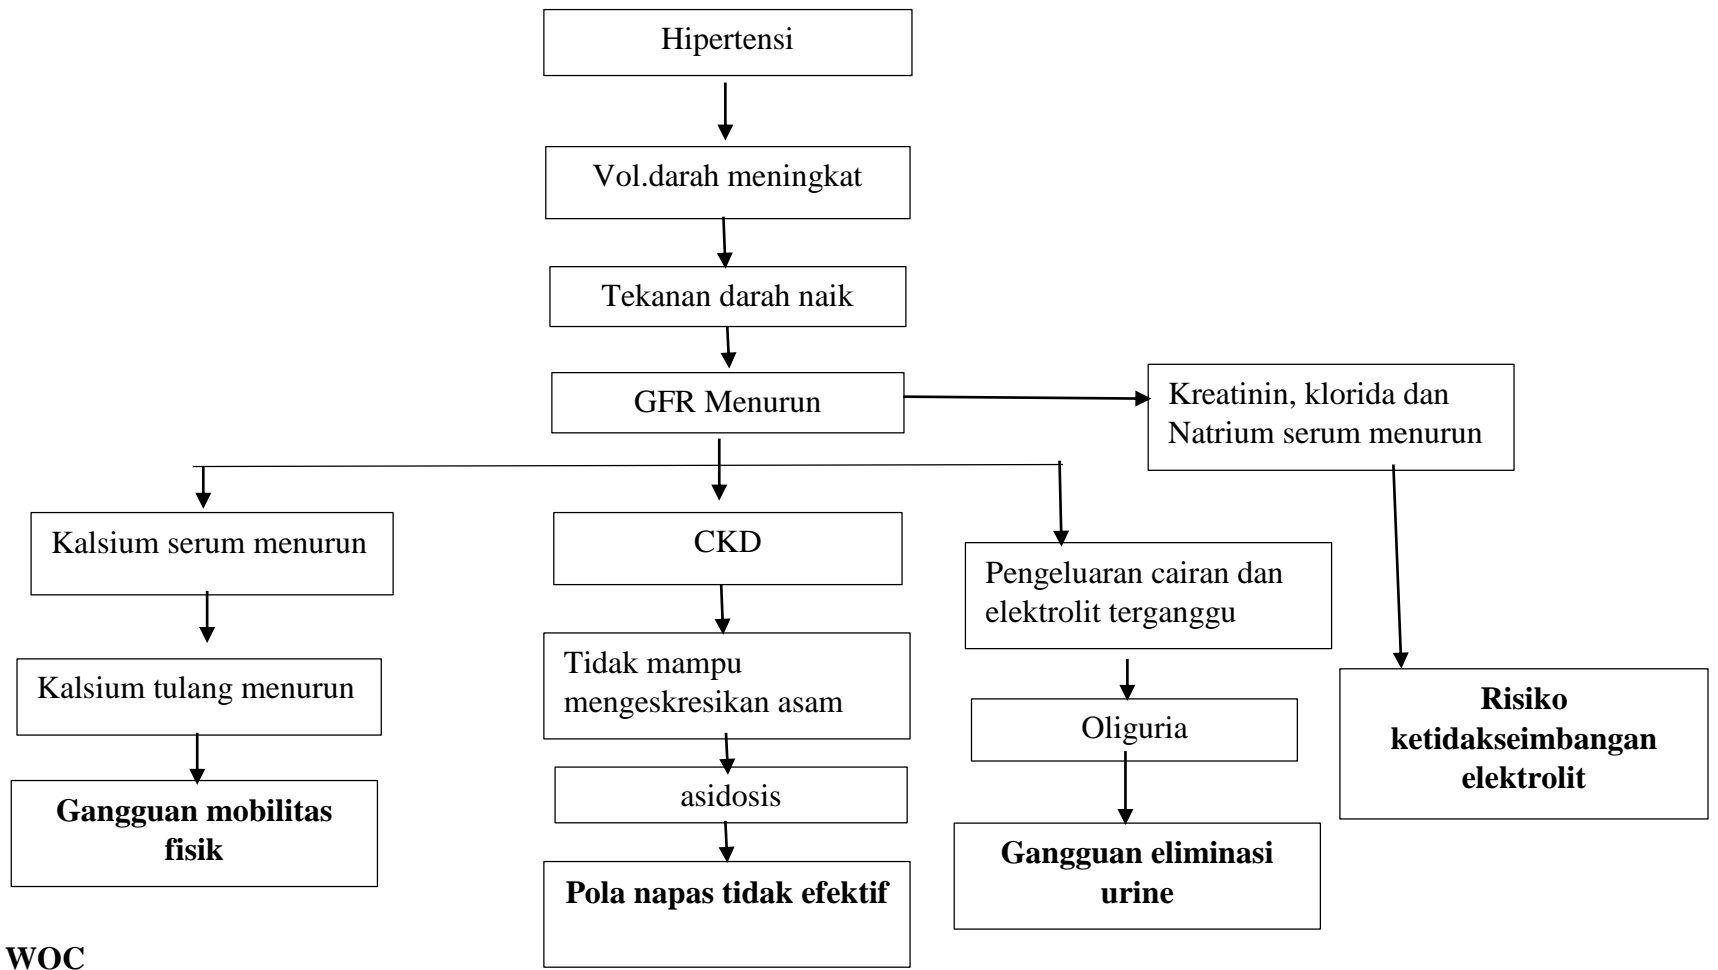 Hipertensi
Vol.darah meningkat
Tekanan darah naik
GFR Menurun
Kreatinin, klorida dan
Natrium serum menurun
Kalsium serum menurun
CKD
Pengeluaran cairan dan
elektrolit terganggu
Kalsium tulang menurun
Tidak mampu
mengeskresikan asam
Oliguria
Risiko
ketidakseimbangan
elektrolit
Gangguan mobilitas
fisik
asidosis
Gangguan eliminasi
urine
Pola napas tidak efektif
WOC